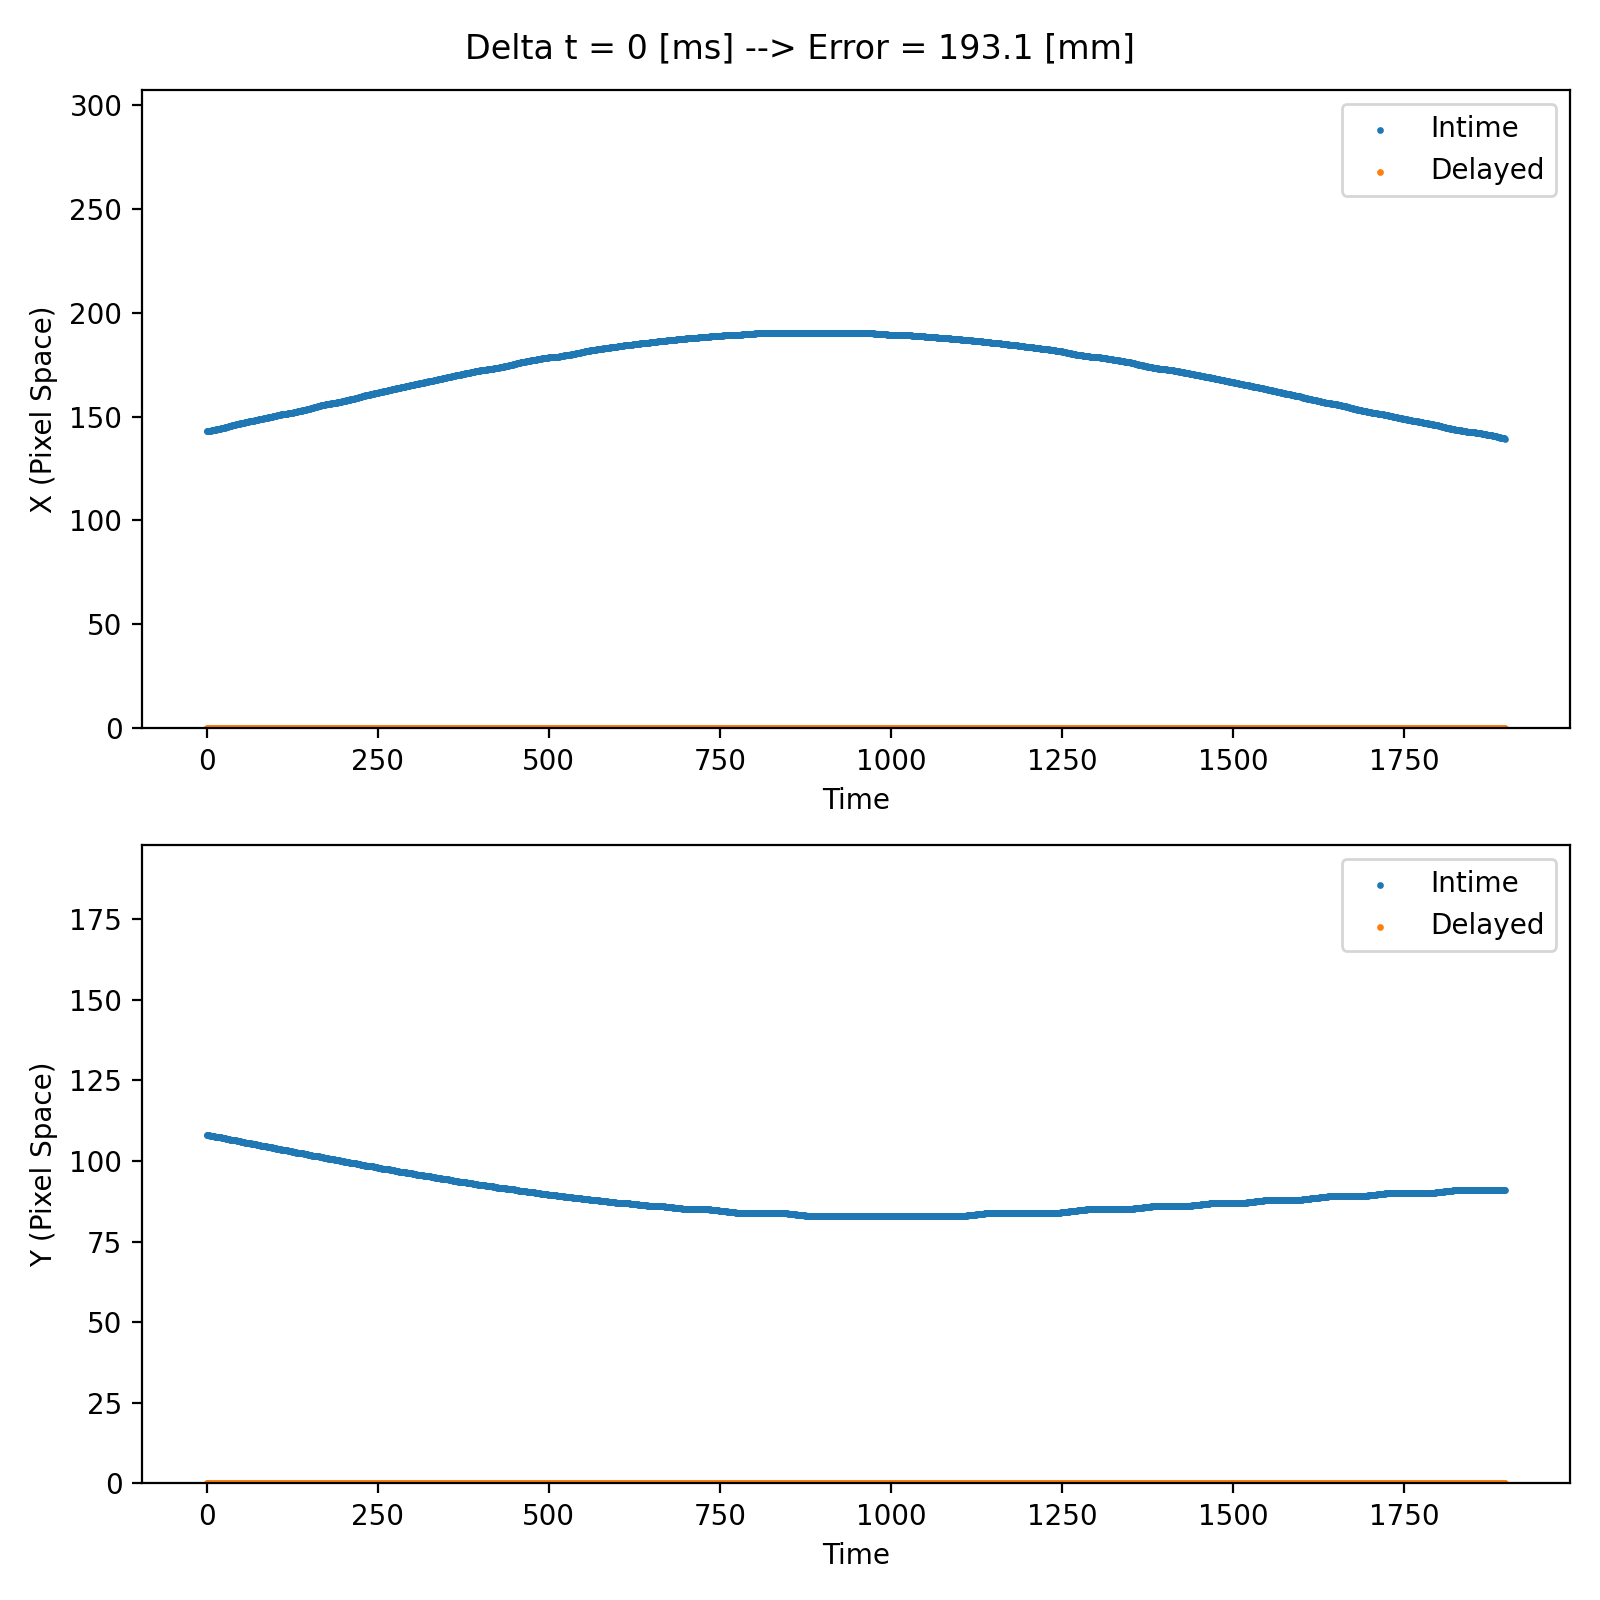 Delta t = 0 [ms] --> Error = 193.1 [mm]
300
250
200
150
100
50
0
X (Pixel Space)
Intime
Delayed
0 250 500 750 1000 1250 1500 1750
Time
175
150
125
100
75
50
25
0
Y (Pixel Space)
Intime
Delayed
0 250 500 750 1000 1250 1500 1750
Time